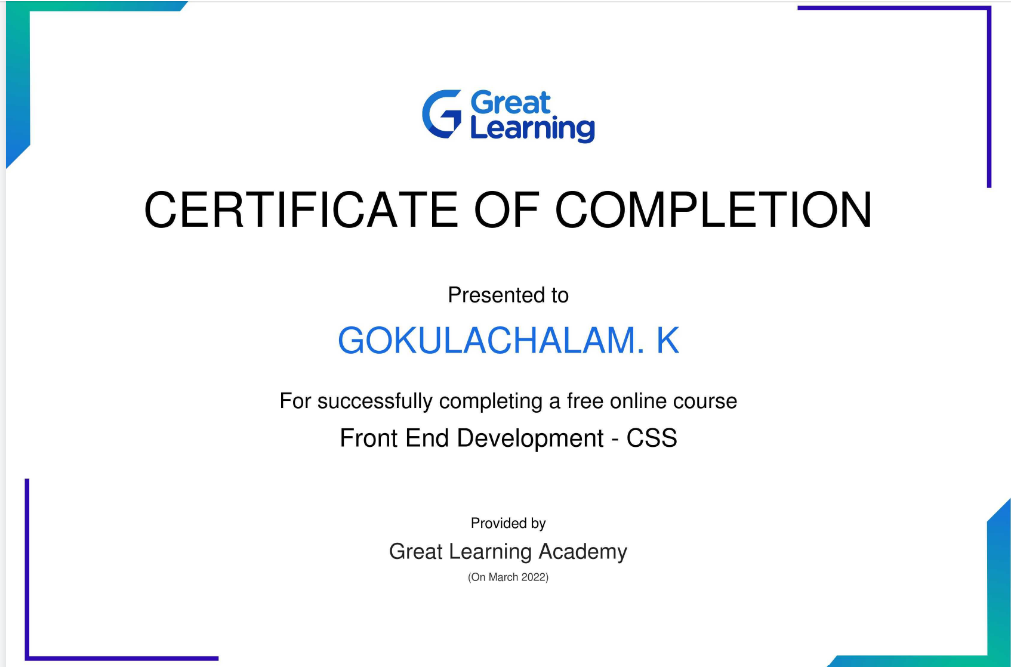 Great
Learning
CERTIFICATE OF COMPLETION
Presented to
GOKULACHALAM. K
For successfully completing a free online course
Front End Development - CSS
Provided by
Great Learning Academy
(On March 2022)